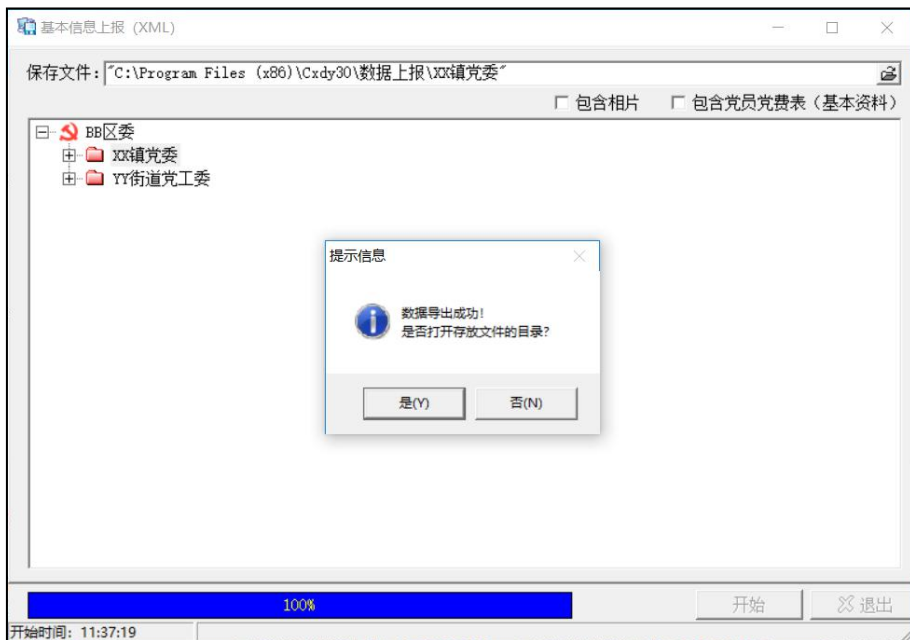 基本信息上报 (XML)
保存文件: "C:\Program Files (x86)\Cxdy30\数据上报\XX镇党委"
包含相片 包含党员党费表 (基本资料)
BB区委
XX镇党委
YY街道党工委
提示信息
数据导出成功!
是否打开存放文件的目录?
是(Y) 否(N)
100% 开始 退出
开始时间: 11:37:19